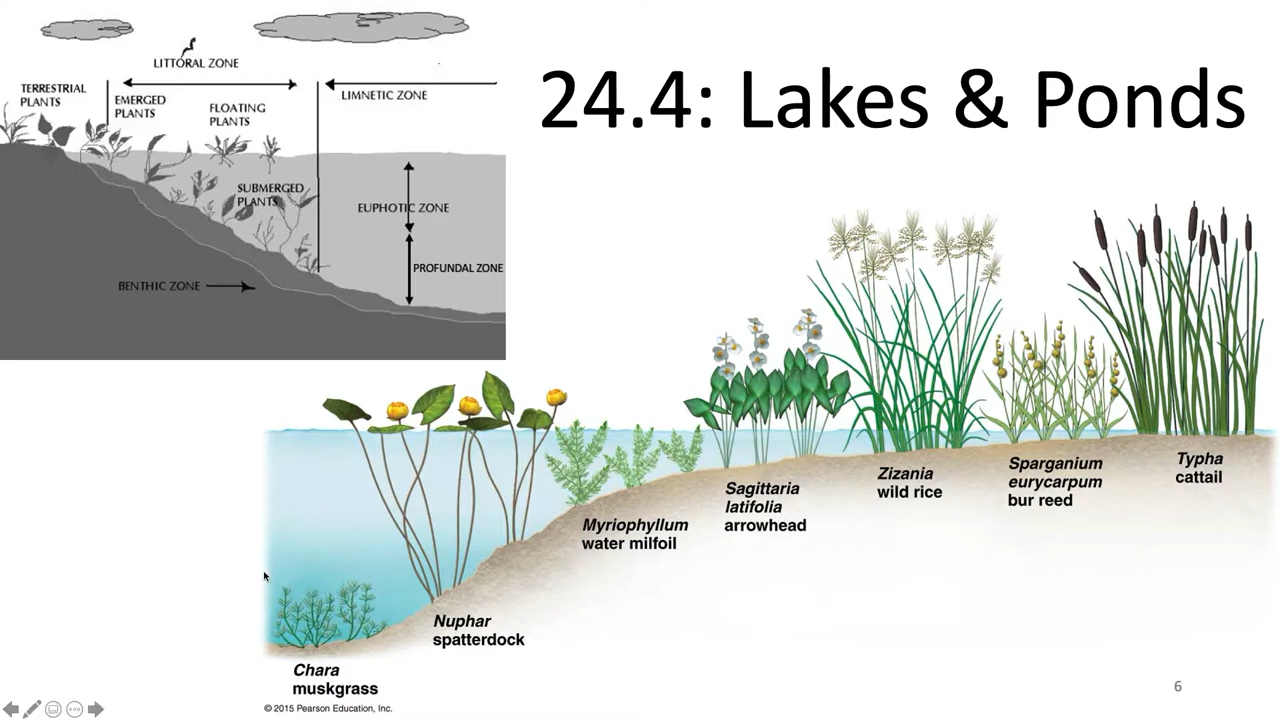 24.4: Lakes & Ponds
LITTORAL ZONE
TERRESTRIAL
PLANTS
EMERGED
PLANTS
FLOATING
PLANTS
LIMNETIC ZONE
SUBMERGED
PLANTS
EUPHOTIC ZONE
PROFUNDAL ZONE
BENTHIC ZONE
Typha
cattail
Sparganium
eurycarpum
bur reed
Zizania
wild rice
Sagittaria
latifolia
arrowhead
Myriophyllum
water milfoil
Nuphar
spatterdock
Chara
muskgrass
© 2015 Pearson Education, Inc.
6